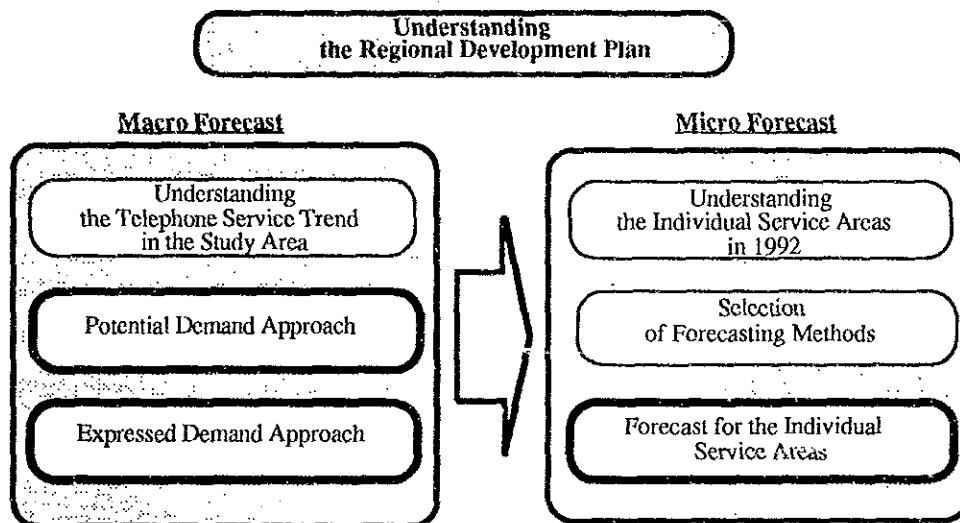 Understanding
the Regional Development Plan
Macro Forecast
Understanding
the Telephone Service Trend
in the Study Area
Potential Demand Approach
Expressed Demand Approach
Micro Forecast
Understanding
the Individual Service Areas
in 1992
Selection
of Forecasting Methods
Forecast for the Individual
Service Areas